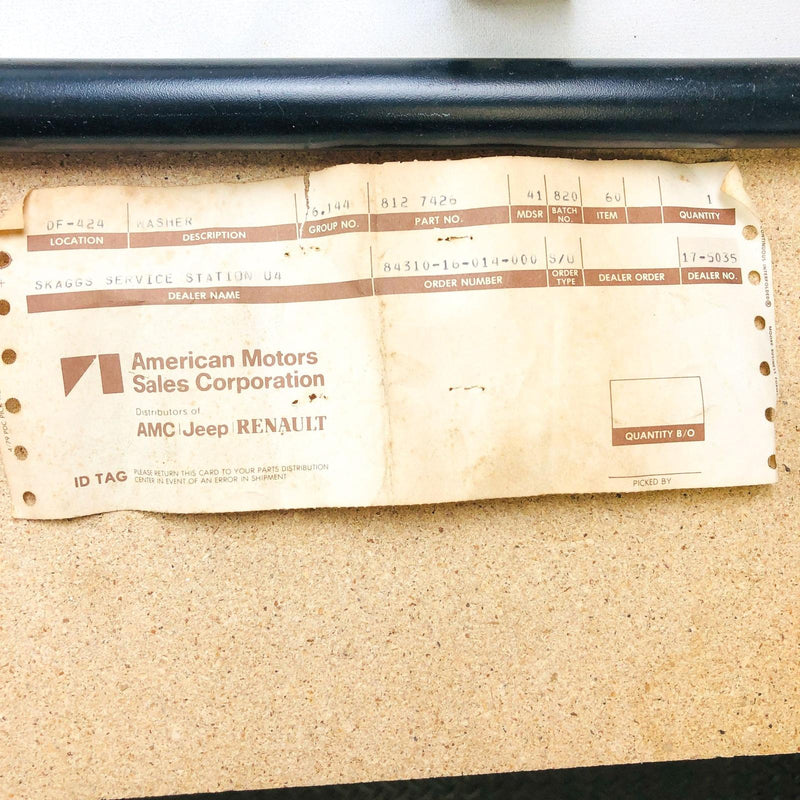 DF-424 WASHER 6.144 812 7426 41 820 60 1
LOCATION DESCRIPTION GROUP NO. PART NO. MDSR BATCH NO. ITEM QUANTITY
SKAGGS SERVICE STATION 04 84310-16-014-000 S/O 17-5035
DEALER NAME ORDER NUMBER ORDER TYPE DEALER ORDER DEALER NO.
American Motors
Sales Corporation
Distributors of
AMC|Jeep|RENAULT
QUANTITY B/O
ID TAG
PLEASE RETURN THIS CARD TO YOUR PARTS DISTRIBUTION
CENTER IN EVENT OF AN ERROR IN SHIPMENT
PICKED BY